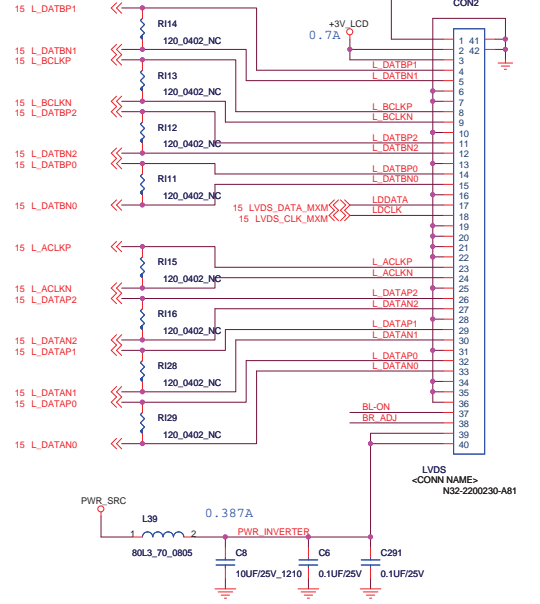 CON2
15 L_DATBP1
RI14
120_0402_NC
+3V_LCD
0.7A
1 41
2 42
3
15 L_DATBN1
L_DATBP1 4
15 L_BCLKP
L_DATBN1 5
RI13
6
120_0402_NC
7
15 L_BCLKN
L_BCLKP 8
15 L_DATBP2
L_BCLKN 9
RI12
10
120_0402_NC
L_DATBP2 11
15 L_DATBN2
L_DATBN2 12
15 L_DATBP0
13
RI11
L_DATBP0 14
120_0402_NC
L_DATBN0 15
16
15 L_DATBN0
15 LVDS_DATA_MXM
LDDATA 17
15 LVDS_CLK_MXM
LDCLK 18
19
20
15 L_ACLKP
21
RI15
22
120_0402_NC
L_ACLKP 23
15 L_ACLKN
L_ACLKN 24
15 L_DATAP2
25
RI16
L_DATAP2 26
120_0402_NC
L_DATAN2 27
28
15 L_DATAN2
L_DATAP1 29
15 L_DATAP1
L_DATAN1 30
RI28
31
120_0402_NC
L_DATAP0 32
15 L_DATAN1
L_DATAN0 33
15 L_DATAP0
34
RI29
35
120_0402_NC
36
BL-ON 37
BR_ADJ 38
15 L_DATAN0
39
40
LVDS
<CONN NAME>
N32-2200230-A81
PWR_SRC
L39
0.387A
1 2
PWR_INVERTER
80L3_70_0805
C8
10UF/25V_1210
C6
0.1UF/25V
C291
0.1UF/25V